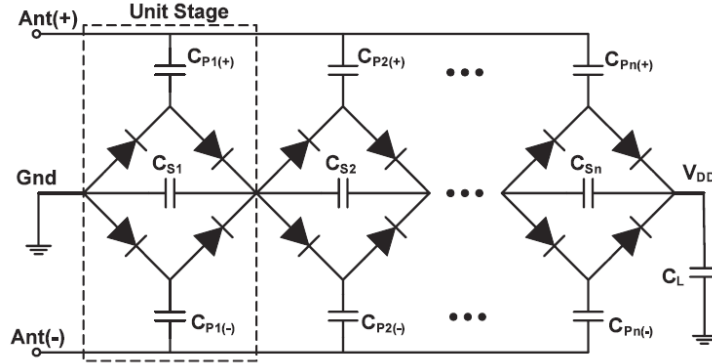 Ant(+)
Unit Stage
CP1(+)
CP2(+)
CPn(+)
Gnd
CS1
CS2
CSn
VDD
CL
CP1(-)
CP2(-)
CPn(-)
Ant(-)